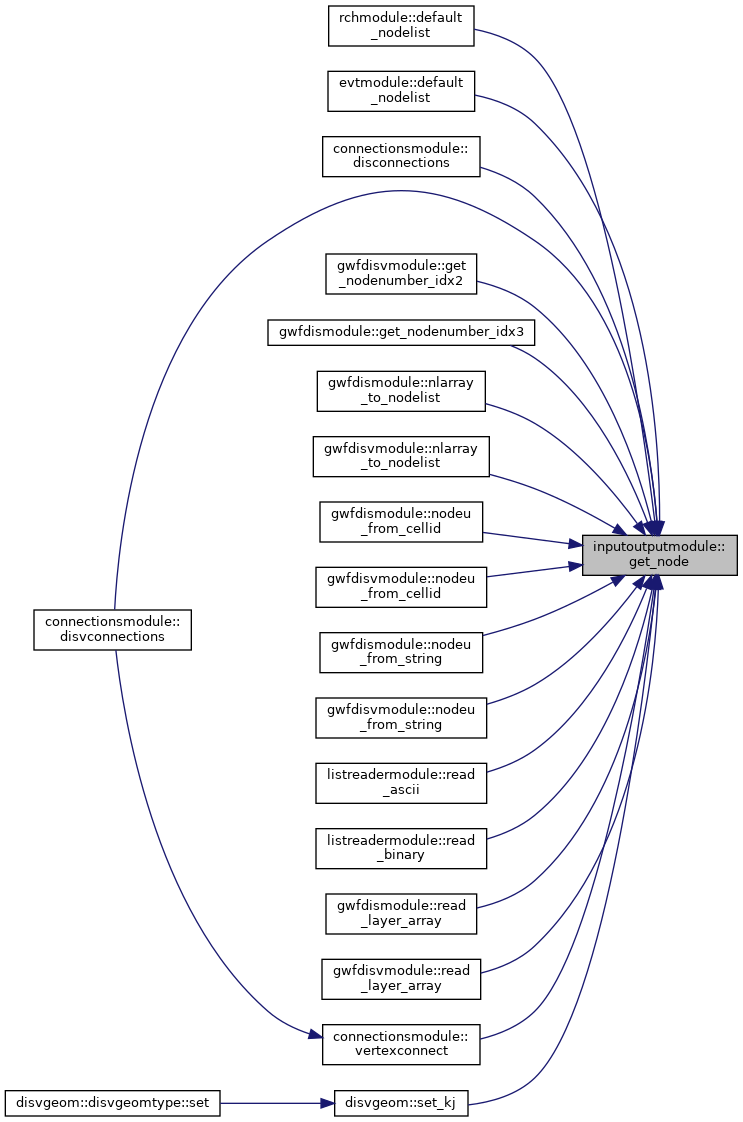 rchmodule::default
_nodelist
evtmodule::default
_nodelist
connectionsmodule::
disconnections
gwfdisvmodule::get
_nodenumber_idx2
gwfdismodule::get_nodenumber_idx3
gwfdismodule::nlarray
_to_nodelist
gwfdisvmodule::nlarray
_to_nodelist
gwfdismodule::nodeu
_from_cellid
inputoutputmodule::
get_node
gwfdisvmodule::nodeu
_from_cellid
connectionsmodule::
disvconnections
gwfdismodule::nodeu
_from_string
gwfdisvmodule::nodeu
_from_string
listreadermodule::read
_ascii
listreadermodule::read
_binary
gwfdismodule::read
_layer_array
gwfdisvmodule::read
_layer_array
connectionsmodule::
vertexconnect
disvgeom::disvgeomtype::set
disvgeom::set_kj